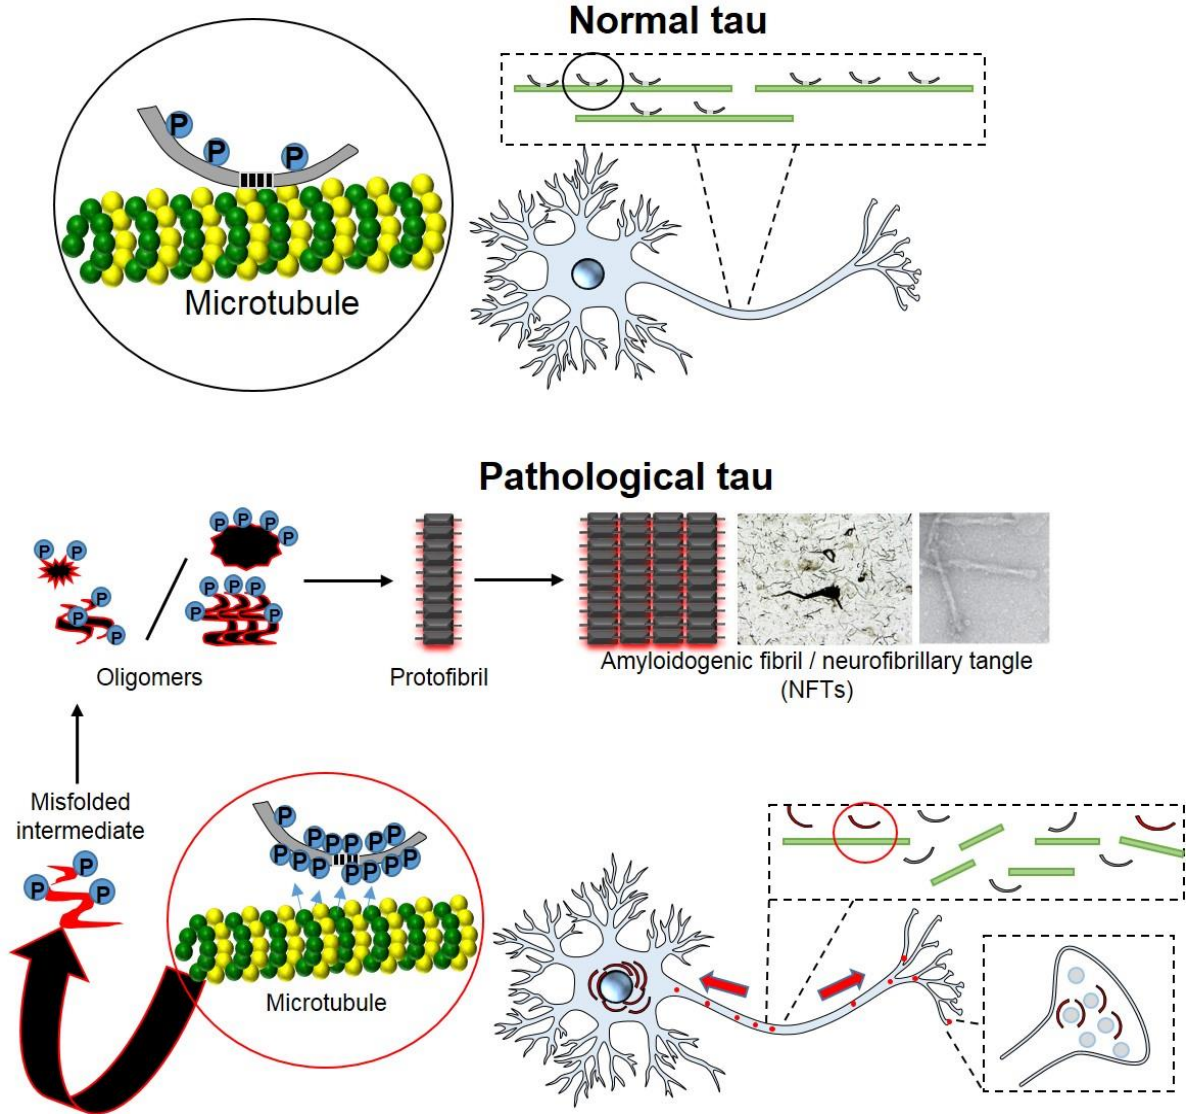 Normal tau
P
P
P
Microtubule
Pathological tau
P P
P
P
P
P P P P
P P P
P
P
Oligomers
Protofibril
Amyloidogenic fibril / neurofibrillary tangle
(NFTs)
Misfolded
intermediate
P
P
P
P
P P P P P
P P P P P P
P
Microtubule